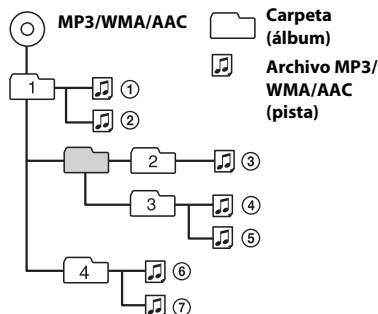 MP3/WMA/AAC
Carpeta
(álbum)
Archivo MP3/
WMA/AAC
(pista)
1
①
②
2
③
3
④
⑤
4
⑥
⑦